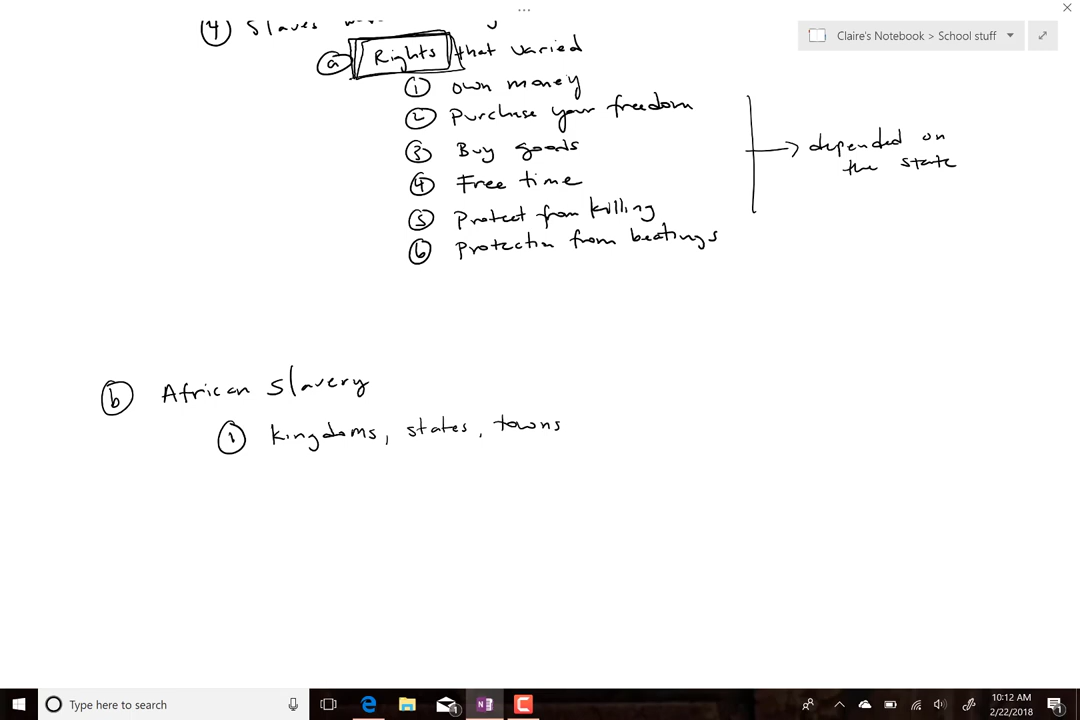 ④ Slaves
Claire's Notebook > School stuff
ⓐ Rights that varied
① own money
② Purchase your freedom
③ Buy goods
④ Free time
⑤ Protect from killing
⑥ Protection from beatings
depended on
the state
ⓑ African slavery
① kingdoms, states, towns
Type here to search
10:12 AM
2/22/2018